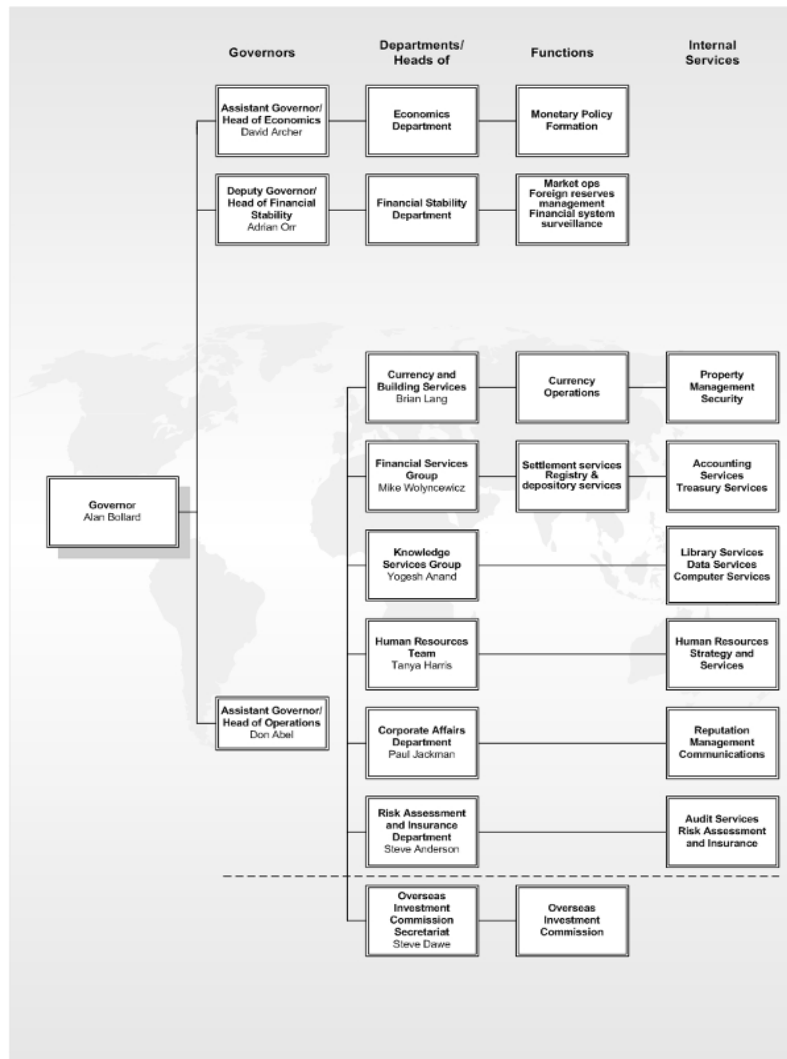 Governors
Departments/
Heads of
Functions
Internal
Services
Assistant Governor/
Head of Economics
David Archer
Economics
Department
Monetary Policy
Formation
Deputy Governor/
Head of Financial
Stability
Adrian Orr
Financial Stability
Department
Market ops
Foreign reserves
management
Financial system
surveillance
Currency and
Building Services
Brian Lang
Currency
Operations
Property
Management
Security
Financial Services
Group
Mike Wolyncewicz
Settlement services
Registry &
depository services
Accounting
Services
Treasury Services
Governor
Alan Bollard
Knowledge
Services Group
Yogesh Anand
Library Services
Data Services
Computer Services
Human Resources
Team
Tanya Harris
Human Resources
Strategy and
Services
Assistant Governor/
Head of Operations
Don Abel
Corporate Affairs
Department
Paul Jackman
Reputation
Management
Communications
Risk Assessment
and Insurance
Department
Steve Anderson
Audit Services
Risk Assessment
and Insurance
Overseas
Investment
Commission
Secretariat
Steve Dawe
Overseas
Investment
Commission